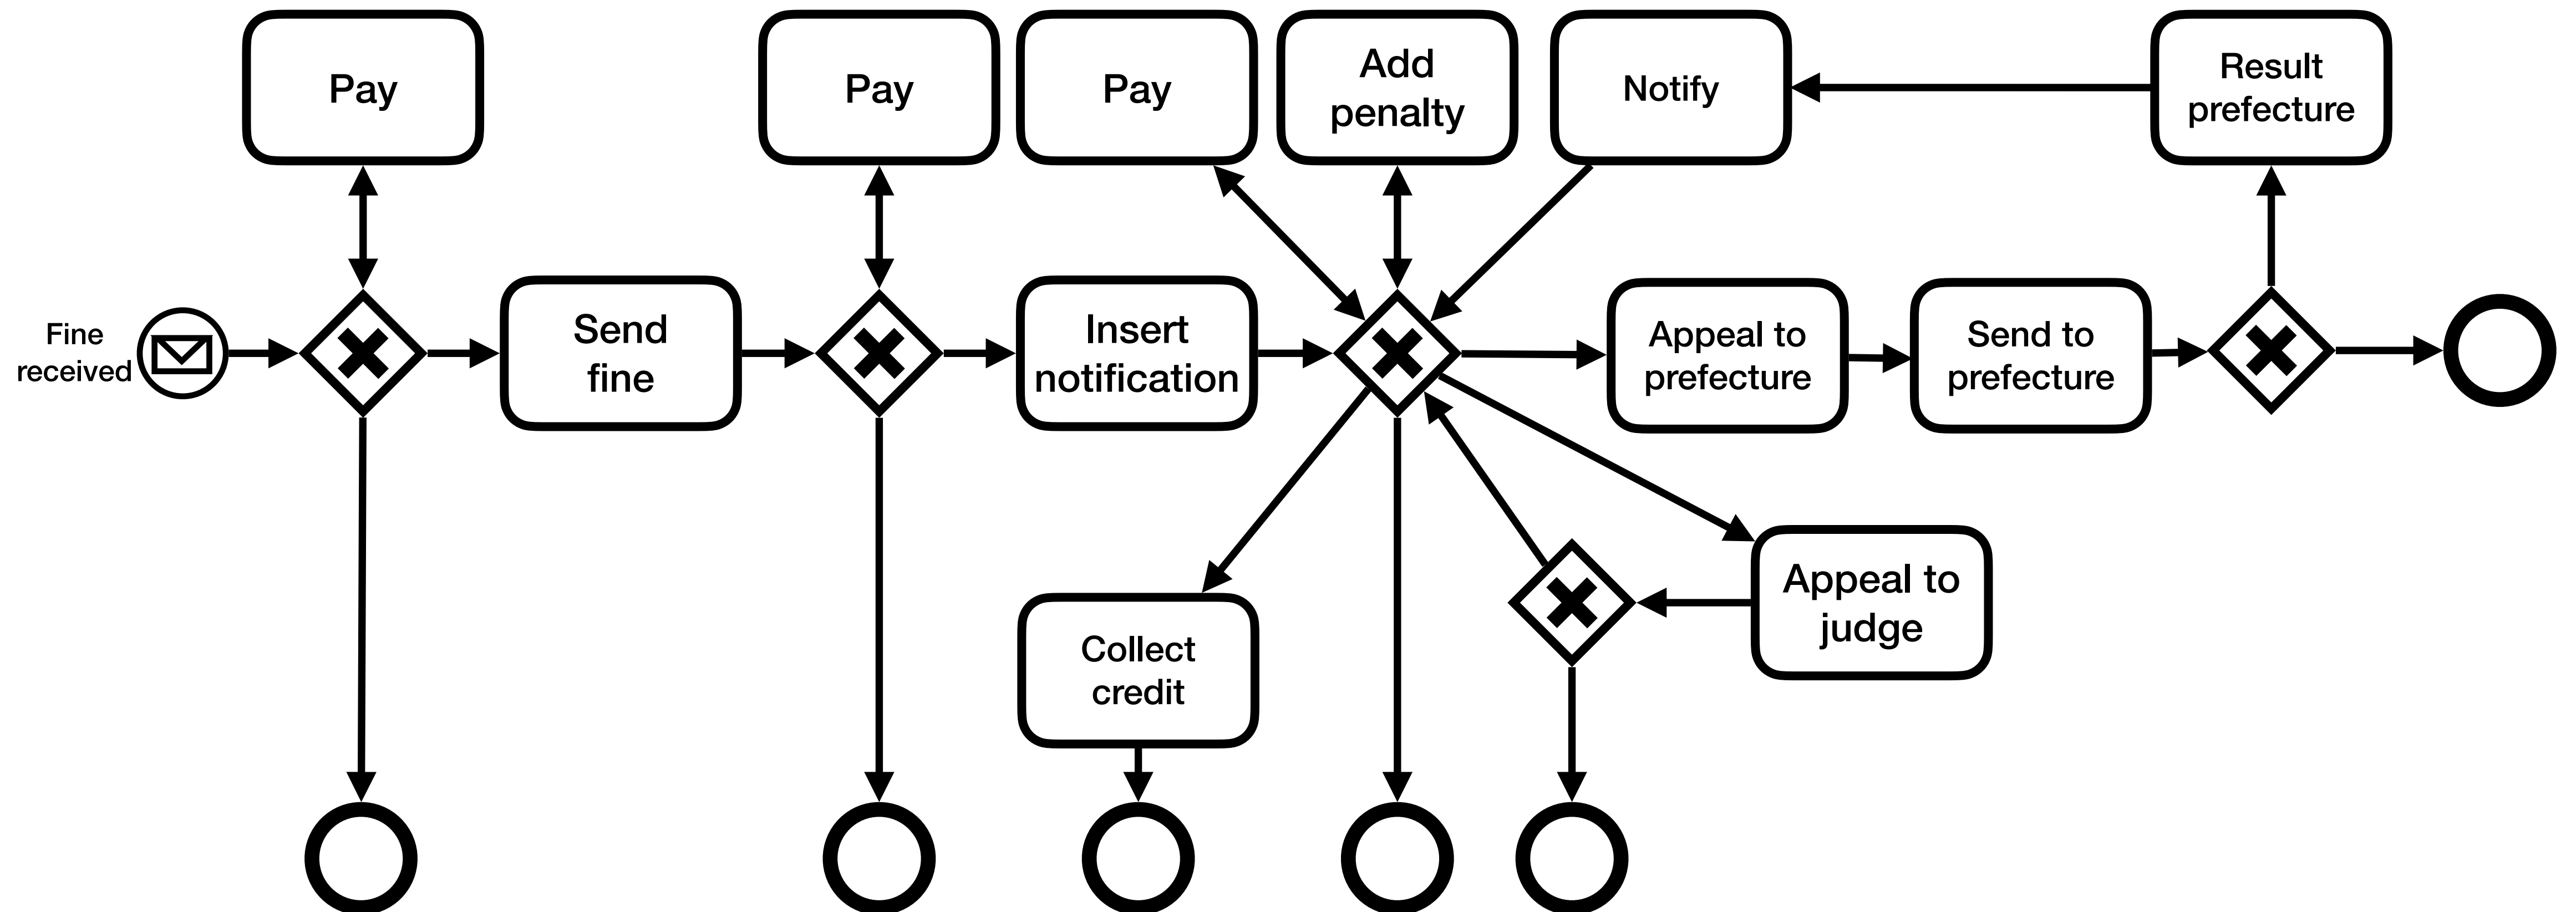 Pay
Pay
Pay
Add
penalty
Notify
Result
prefecture
Fine
received
Send
fine
Insert
notification
Appeal to
prefecture
Send to
prefecture
Collect
credit
Appeal to
judge